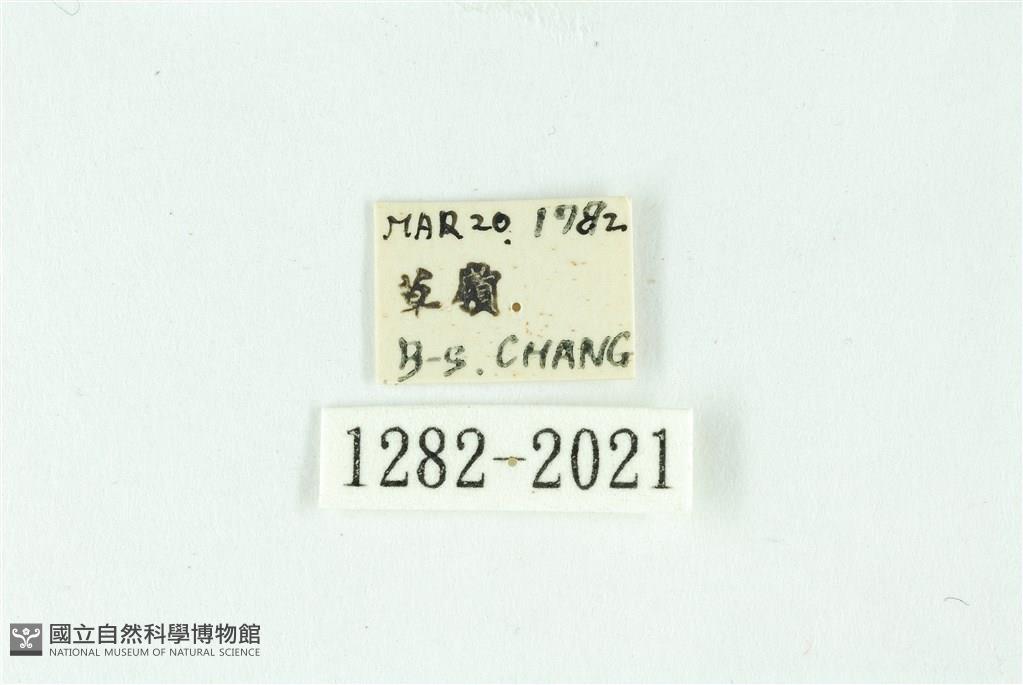 MAR 20. 1982
草嶺.
B-S. CHANG
1282-2021
國立自然科學博物館
NATIONAL MUSEUM OF NATURAL SCIENCE